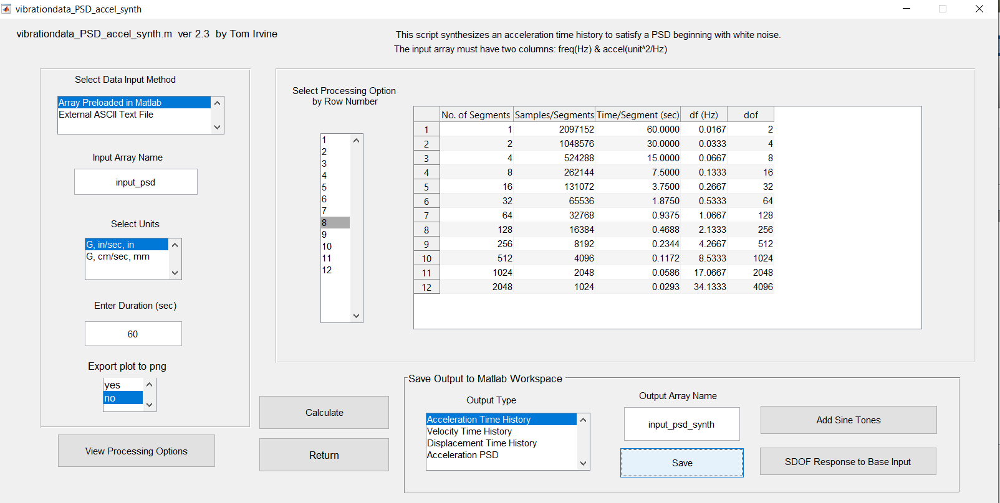 vibrationdata_PSD_accel_synth
vibrationdata_PSD_accel_synth.m  ver 2.3  by Tom Irvine
This script synthesizes an acceleration time history to satisfy a PSD beginning with white noise.
The input array must have two columns: freq(Hz) & accel(unit^2/Hz)
Select Data Input Method
Array Preloaded in Matlab
External ASCII Text File
Input Array Name
input_psd
Select Units
G, in/sec, in
G, cm/sec, mm
Enter Duration (sec)
60
Export plot to png
yes
no
View Processing Options
Select Processing Option
by Row Number
1
2
3
4
5
6
7
8
9
10
11
12
No. of Segments Samples/Segments Time/Segment (sec) df (Hz) dof
1 1 2097152 60.0000 0.0167 2
2 2 1048576 30.0000 0.0333 4
3 4 524288 15.0000 0.0667 8
4 8 262144 7.5000 0.1333 16
5 16 131072 3.7500 0.2667 32
6 32 65536 1.8750 0.5333 64
7 64 32768 0.9375 1.0667 128
8 128 16384 0.4688 2.1333 256
9 256 8192 0.2344 4.2667 512
10 512 4096 0.1172 8.5333 1024
11 1024 2048 0.0586 17.0667 2048
12 2048 1024 0.0293 34.1333 4096
Calculate
Return
Save Output to Matlab Workspace
Output Type
Acceleration Time History
Velocity Time History
Displacement Time History
Acceleration PSD
Output Array Name
input_psd_synth
Save
Add Sine Tones
SDOF Response to Base Input